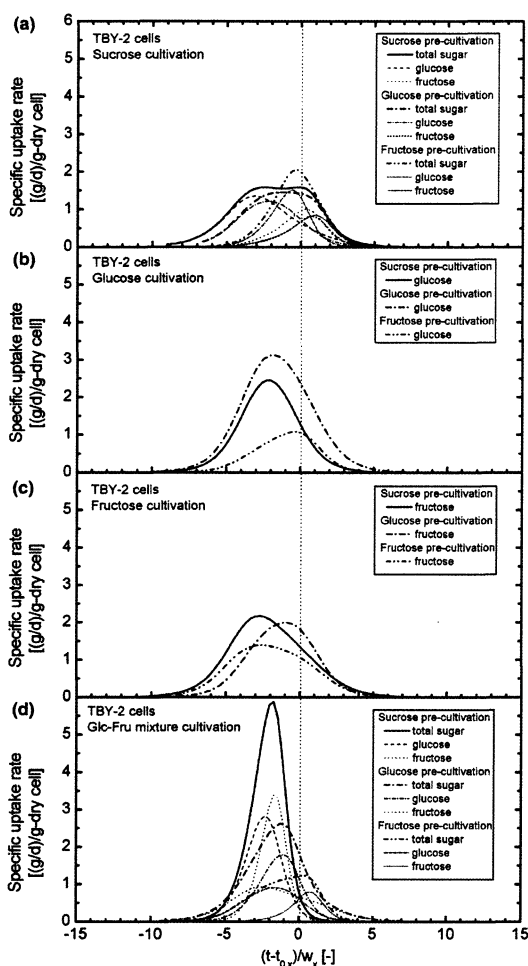 (a)
TBY-2 cells
Sucrose cultivation
Sucrose pre-cultivation
total sugar
glucose
fructose
Glucose pre-cultivation
total sugar
glucose
fructose
Fructose pre-cultivation
total sugar
glucose
fructose
Specific uptake rate
[(g/d)/g-dry cell]
6
5
4
3
2
1
0
(b)
TBY-2 cells
Glucose cultivation
Sucrose pre-cultivation
glucose
Glucose pre-cultivation
glucose
Fructose pre-cultivation
glucose
Specific uptake rate
[(g/d)/g-dry cell]
5
4
3
2
1
0
(c)
TBY-2 cells
Fructose cultivation
Sucrose pre-cultivation
fructose
Glucose pre-cultivation
fructose
Fructose pre-cultivation
fructose
Specific uptake rate
[(g/d)/g-dry cell]
5
4
3
2
1
0
(d)
TBY-2 cells
Glc-Fru mixture cultivation
Sucrose pre-cultivation
total sugar
glucose
fructose
Glucose pre-cultivation
total sugar
glucose
fructose
Fructose pre-cultivation
total sugar
glucose
fructose
Specific uptake rate
[(g/d)/g-dry cell]
5
4
3
2
1
0
-15 -10 -5 0 5 10 15
(t-t0,x)/wx [-]